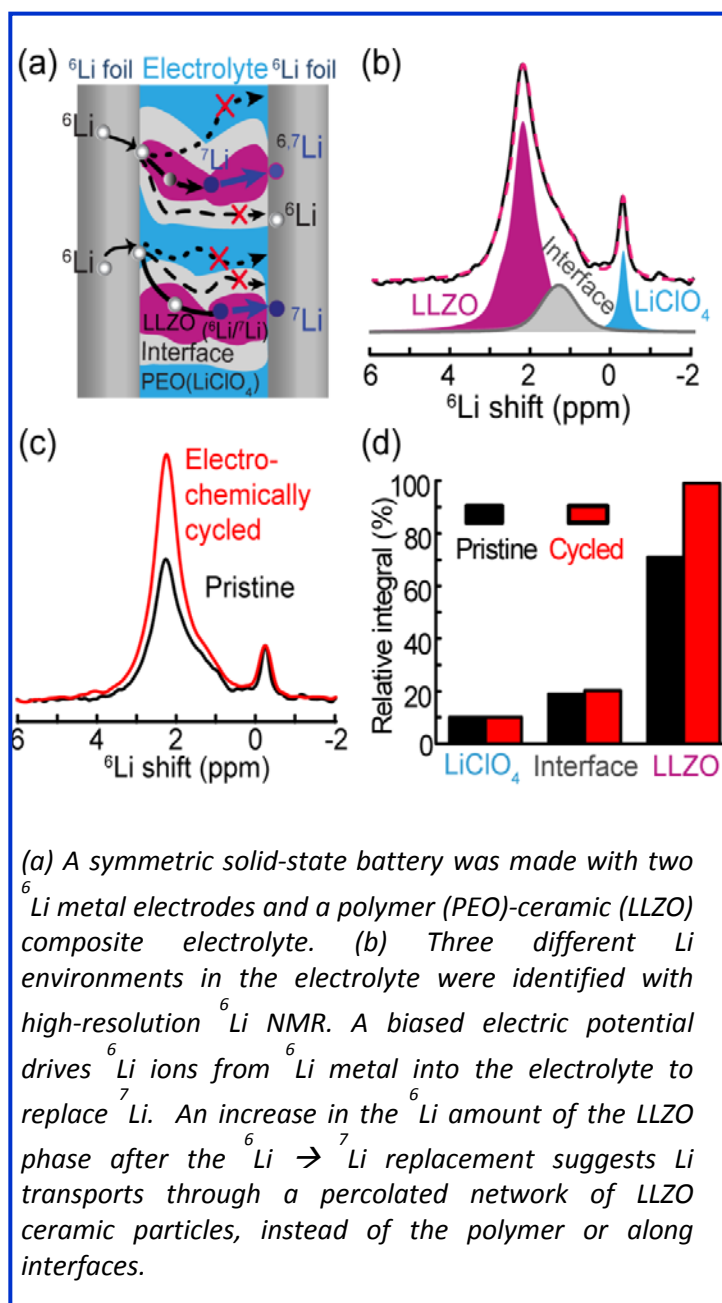 (a)
⁶Li foil Electrolyte ⁶Li foil
⁶Li
⁷Li
⁶,⁷Li
⁶Li
⁶Li
⁷Li
LLZO (⁶Li/⁷Li)
Interface
PEO(LiClO₄)
(b)
LLZO
Interface
LiClO₄
6 4 2 0 -2
⁶Li shift (ppm)
(c)
Electro-
chemically
cycled
Pristine
6 4 2 0 -2
⁶Li shift (ppm)
(d)
Relative integral (%)
100
80
60
40
20
0
Pristine Cycled
LiClO₄ Interface LLZO
(a) A symmetric solid-state battery was made with two
⁶Li metal electrodes and a polymer (PEO)-ceramic (LLZO)
composite electrolyte. (b) Three different Li
environments in the electrolyte were identified with
high-resolution ⁶Li NMR. A biased electric potential
drives ⁶Li ions from ⁶Li metal into the electrolyte to
replace ⁷Li. An increase in the ⁶Li amount of the LLZO
phase after the ⁶Li → ⁷Li replacement suggests Li
transports through a percolated network of LLZO
ceramic particles, instead of the polymer or along
interfaces.